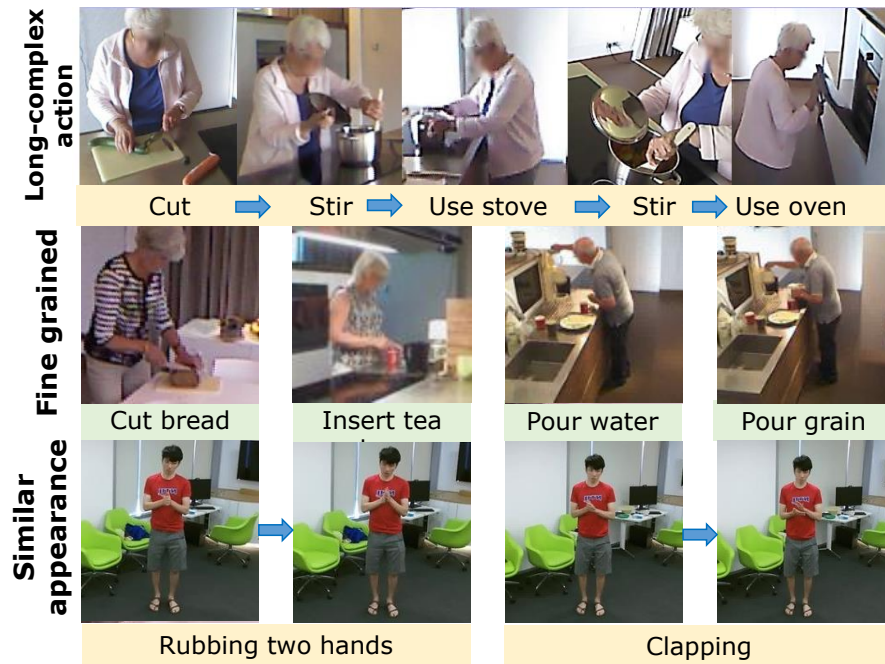 Long-complex
action
Cut
Stir
Use stove
Stir
Use oven
Fine grained
Cut bread
Insert tea
Pour water
Pour grain
Similar
appearance
Rubbing two hands
Clapping